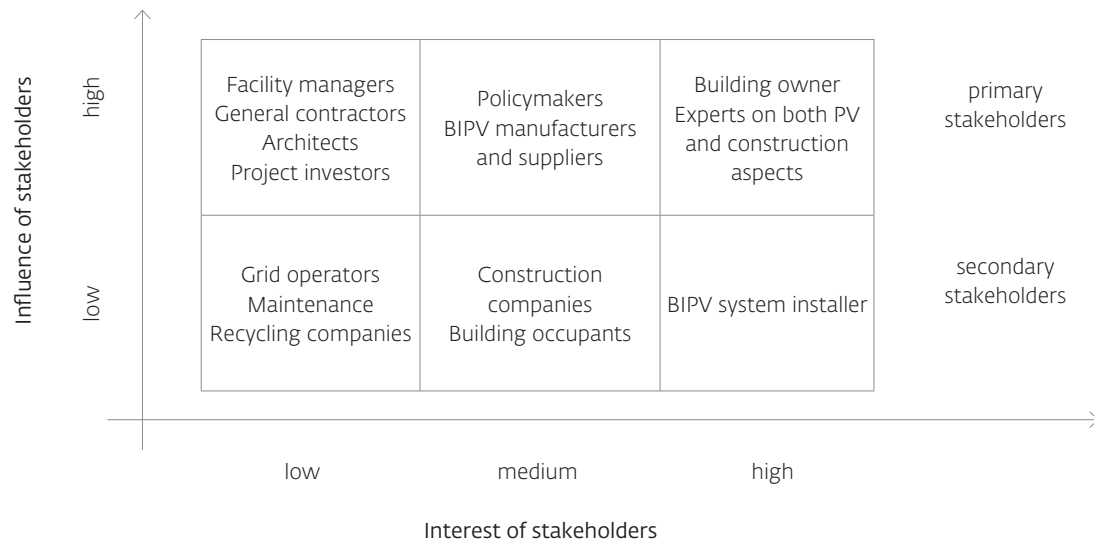 Influence of stakeholders
high
Facility managers
General contractors
Architects
Project investors
Policymakers
BIPV manufacturers
and suppliers
Building owner
Experts on both PV
and construction
aspects
primary
stakeholders
low
Grid operators
Maintenance
Recycling companies
Construction
companies
Building occupants
BIPV system installer
secondary
stakeholders
low
medium
high
Interest of stakeholders